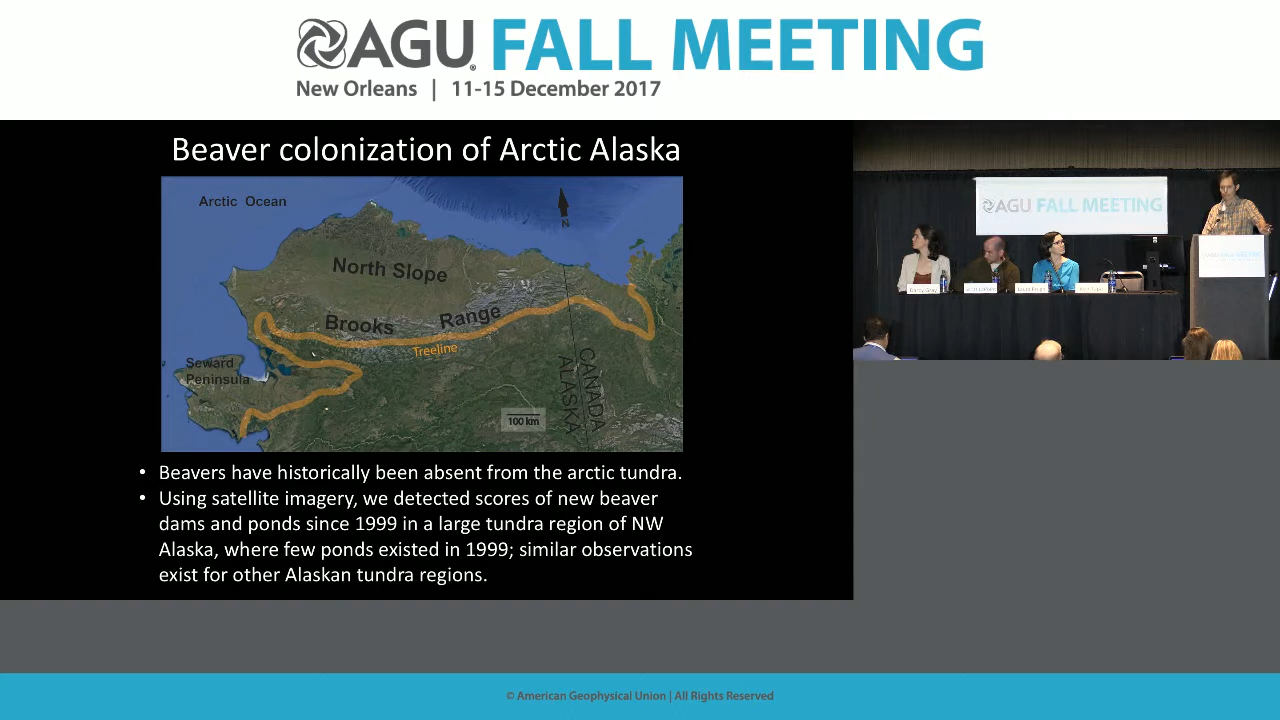 AGU FALL MEETING
New Orleans | 11-15 December 2017
Beaver colonization of Arctic Alaska
Arctic Ocean
N
North Slope
Brooks Range
Treeline
Seward
Peninsula
CANADA
ALASKA
100 km
• Beavers have historically been absent from the arctic tundra.
• Using satellite imagery, we detected scores of new beaver
dams and ponds since 1999 in a large tundra region of NW
Alaska, where few ponds existed in 1999; similar observations
exist for other Alaskan tundra regions.
AGU FALL MEETING
AGU FALL MEETING
© American Geophysical Union | All Rights Reserved